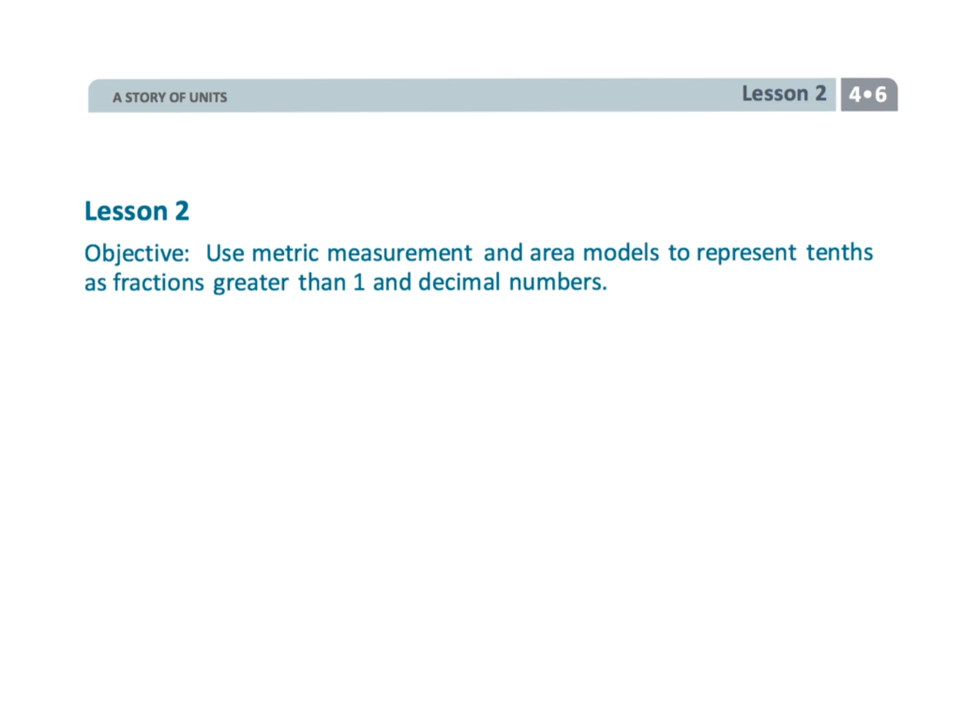 A STORY OF UNITS
Lesson 2 4•6
Lesson 2
Objective: Use metric measurement and area models to represent tenths
as fractions greater than 1 and decimal numbers.